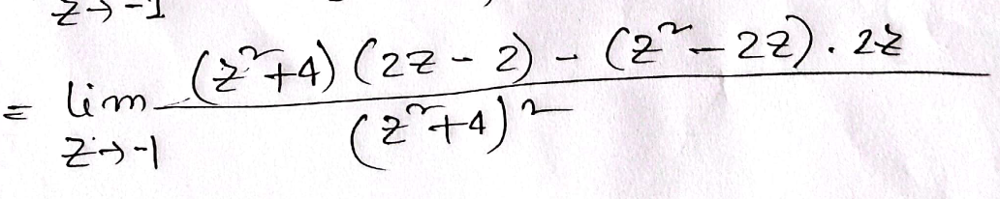 z→-1
= lim (z²+4)(2z-2)-(z²-2z).2z / (z²+4)²
z→-1